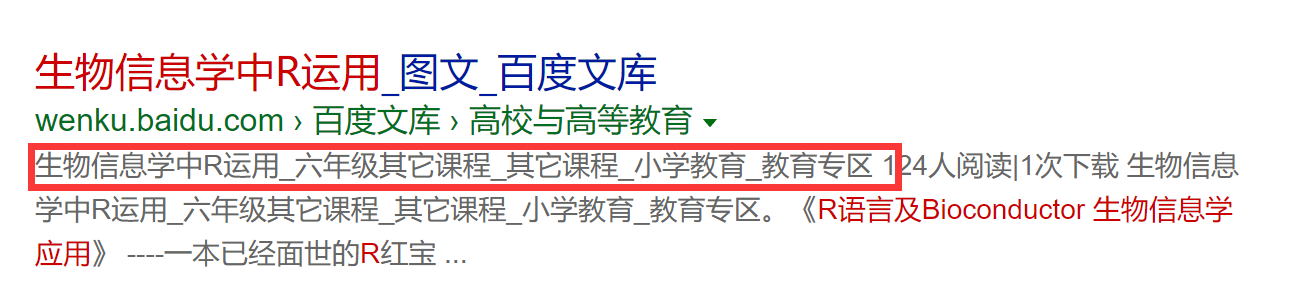 生物信息学中R运用_图文_百度文库
wenku.baidu.com › 百度文库 › 高校与高等教育
生物信息学中R运用_六年级其它课程_其它课程_小学教育_教育专区 124人阅读|1次下载 生物信息
学中R运用_六年级其它课程_其它课程_小学教育_教育专区。《R语言及Bioconductor 生物信息学
应用》 ----一本已经面世的R红宝 ...